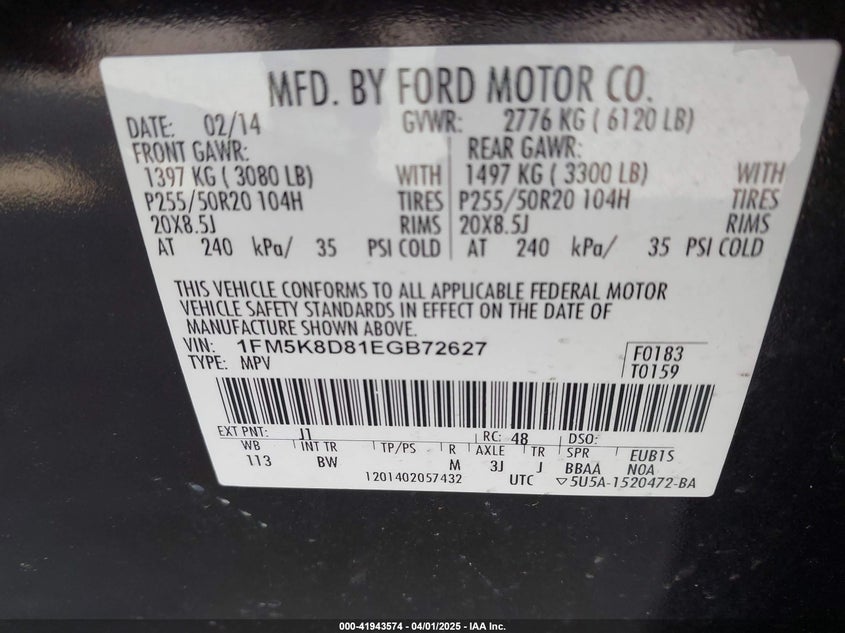 MFD. BY FORD MOTOR CO.
DATE: 02/14 GVWR: 2776 KG ( 6120 LB)
FRONT GAWR: REAR GAWR:
1397 KG ( 3080 LB) WITH 1497 KG ( 3300 LB) WITH
P255/50R20 104H TIRES P255/50R20 104H TIRES
20X8.5J RIMS 20X8.5J RIMS
AT 240 kPa/ 35 PSI COLD AT 240 kPa/ 35 PSI COLD
THIS VEHICLE CONFORMS TO ALL APPLICABLE FEDERAL MOTOR
VEHICLE SAFETY STANDARDS IN EFFECT ON THE DATE OF
MANUFACTURE SHOWN ABOVE.
VIN: 1FM5K8D81EGB72627 F0183
TYPE: MPV T0159
EXT PNT: J1 RC: 48 DSO:
WB INT TR TP/PS R AXLE TR SPR EUB1S
113 BW M 3J J BBAA N0A
1201402057432 UTC ▽5U5A-1520472-BA
000-41943574 | 04/01/2025 - IAA Inc.